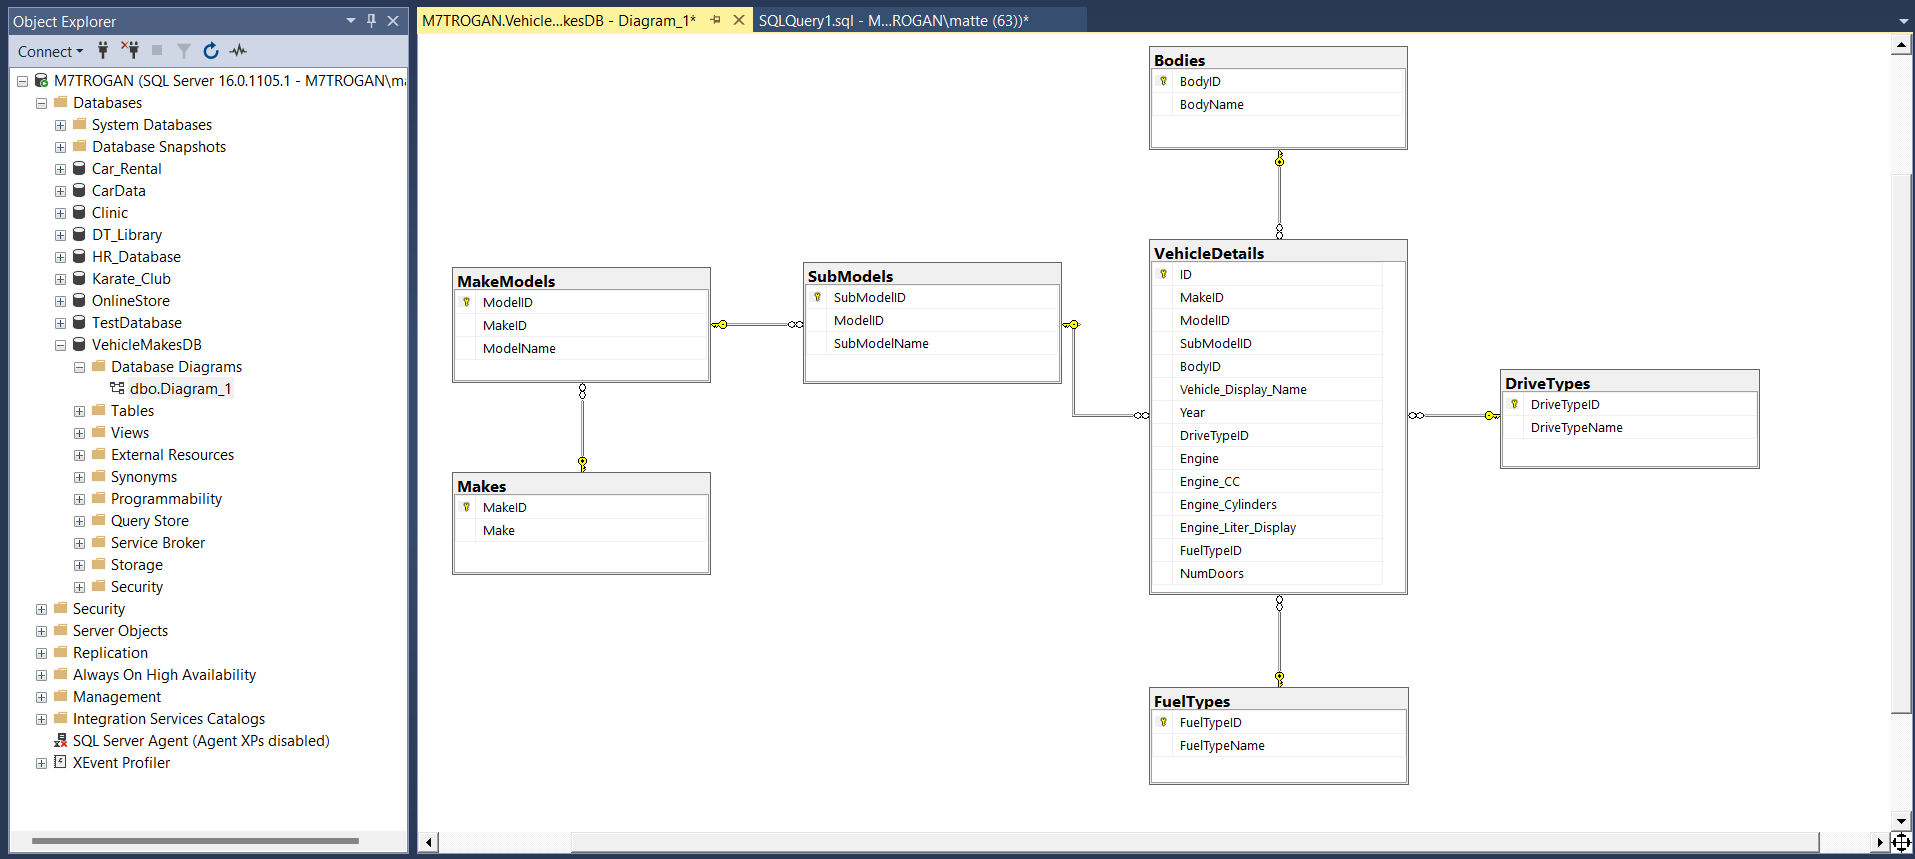 Object Explorer
Connect
M7TROGAN (SQL Server 16.0.1105.1 - M7TROGAN\ma
Databases
System Databases
Database Snapshots
Car_Rental
CarData
Clinic
DT_Library
HR_Database
Karate_Club
OnlineStore
TestDatabase
VehicleMakesDB
Database Diagrams
dbo.Diagram_1
Tables
Views
External Resources
Synonyms
Programmability
Query Store
Service Broker
Storage
Security
Security
Server Objects
Replication
Always On High Availability
Management
Integration Services Catalogs
SQL Server Agent (Agent XPs disabled)
XEvent Profiler
M7TROGAN.Vehicle...kesDB - Diagram_1*
SQLQuery1.sql - M...ROGAN\matte (63))*
Bodies
BodyID
BodyName
MakeModels
ModelID
MakeID
ModelName
SubModels
SubModelID
ModelID
SubModelName
VehicleDetails
ID
MakeID
ModelID
SubModelID
BodyID
Vehicle_Display_Name
Year
DriveTypeID
Engine
Engine_CC
Engine_Cylinders
Engine_Liter_Display
FuelTypeID
NumDoors
DriveTypes
DriveTypeID
DriveTypeName
Makes
MakeID
Make
FuelTypes
FuelTypeID
FuelTypeName